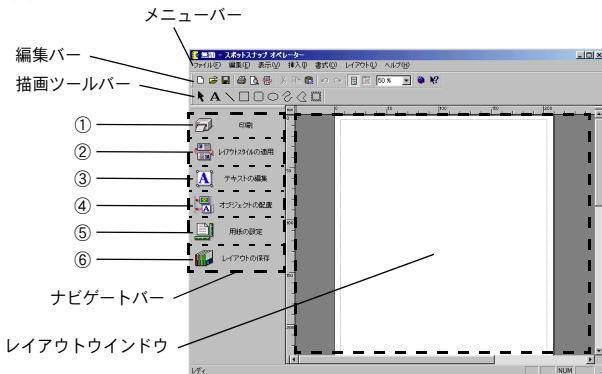 メニューバー
編集バー
描画ツールバー
無題 - スポットスナップ オペレーター
ファイル(F) 編集(E) 表示(V) 挿入(I) 書式(O) レイアウト(L) ヘルプ(H)
50 %
① 印刷
② レイアウトスタイルの適用
③ テキストの編集
④ オブジェクトの配置
⑤ 用紙の設定
⑥ レイアウトの保存
ナビゲートバー
レイアウトウインドウ
レディ
NUM